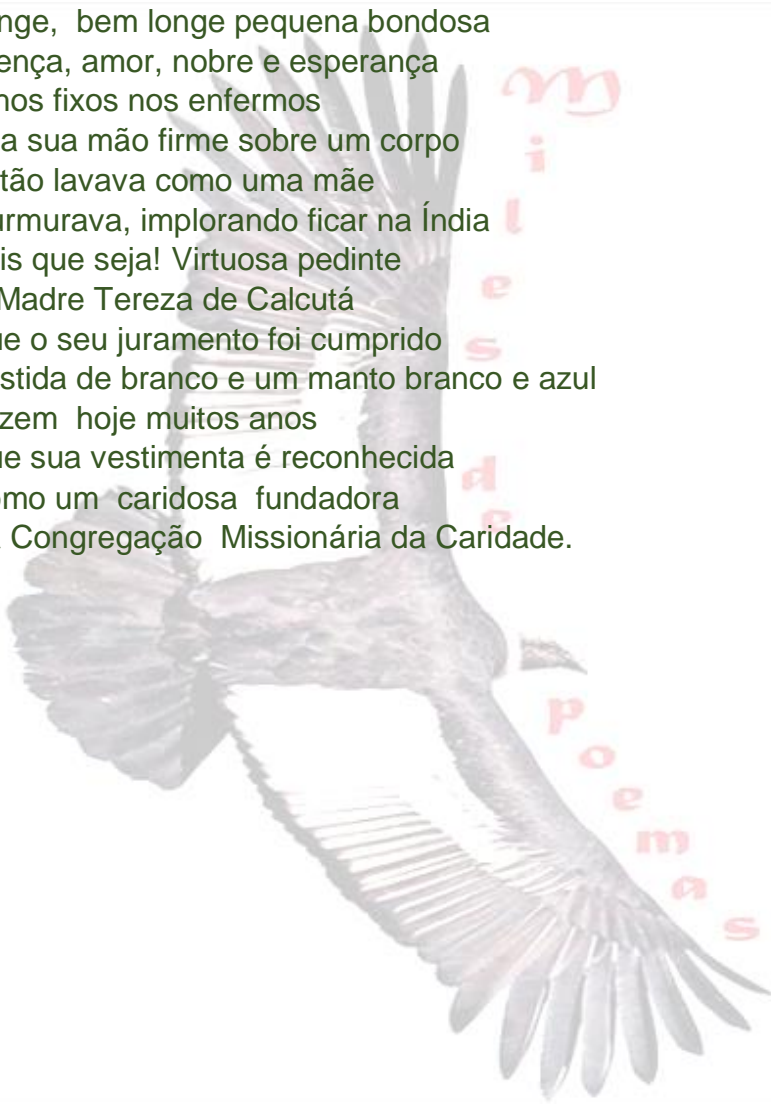 nge, bem longe pequena bondosa
ença, amor, nobre e esperança
hos fixos nos enfermos
a sua mão firme sobre um corpo
tão lavava como uma mãe
urmurava, implorando ficar na Índia
is que seja! Virtuosa pedinte
Madre Tereza de Calcutá
ue o seu juramento foi cumprido
stida de branco e um manto branco e azul
zem hoje muitos anos
ue sua vestimenta é reconhecida
omo um caridosa fundadora
a Congregação Missionária da Caridade.
Miles
de
poemas